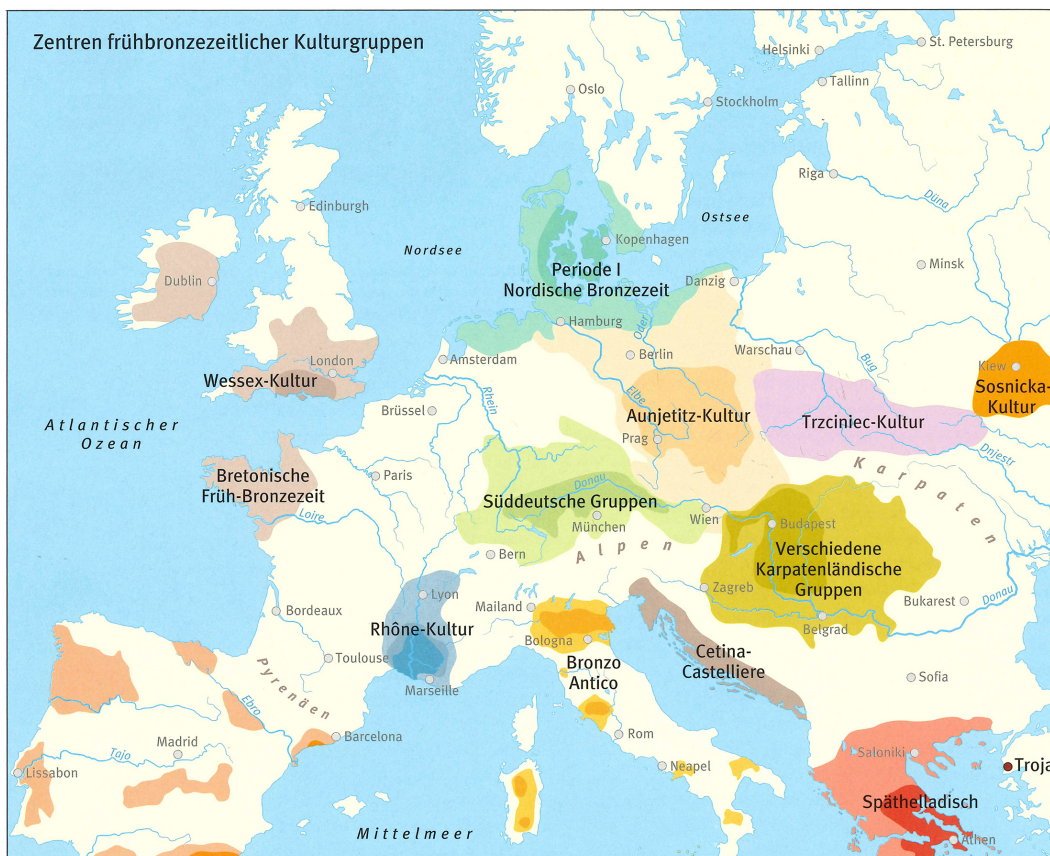 Zentren frühbronzezeitlicher Kulturgruppen
Helsinki
St. Petersburg
Tallinn
Oslo
Stockholm
Riga
Düna
Edinburgh
Nordsee
Ostsee
Kopenhagen
Minsk
Dublin
Periode I
Nordische Bronzezeit
Danzig
Hamburg
Oder
Berlin
Warschau
Bug
Kiew
Sosnicka-
Kultur
London
Wessex-Kultur
Amsterdam
Rhein
Elbe
Brüssel
Aunjetitz-Kultur
Trzciniec-Kultur
Atlantischer
Ozean
Prag
Dnjestr
Karpaten
Bretonische
Früh-Bronzezeit
Paris
Loire
Donau
Süddeutsche Gruppen
München
Wien
Budapest
Bern
Alpen
Verschiedene
Karpatenländische
Gruppen
Zagreb
Belgrad
Bukarest
Donau
Lyon
Mailand
Bordeaux
Rhône-Kultur
Bologna
Toulouse
Marseille
Bronzo
Antico
Cetina-
Castelliere
Sofia
Pyrenäen
Ebro
Barcelona
Madrid
Tajo
Lissabon
Rom
Neapel
Saloniki
Troja
Späthelladisch
Athen
Mittelmeer